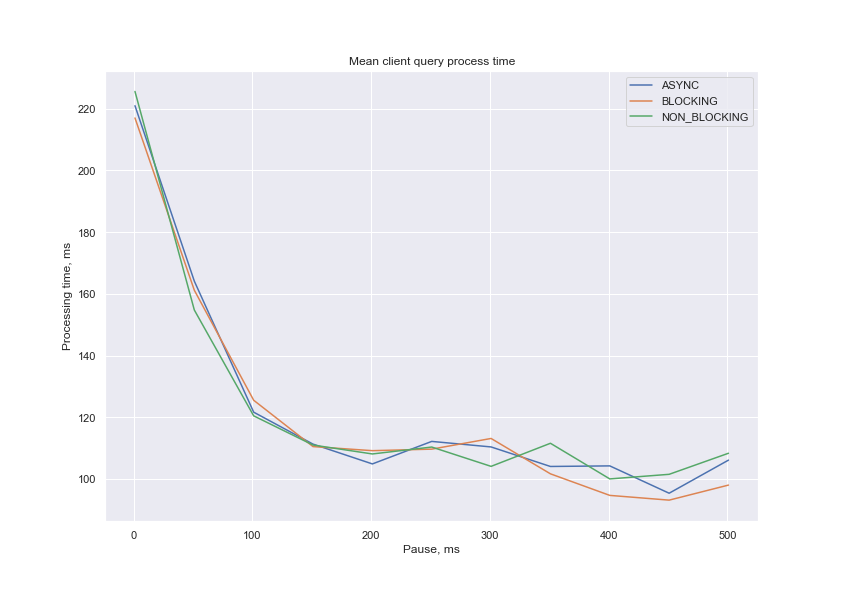 Mean client query process time
ASYNC
BLOCKING
NON_BLOCKING
Processing time, ms
220
200
180
160
140
120
100
0
100
200
300
400
500
Pause, ms